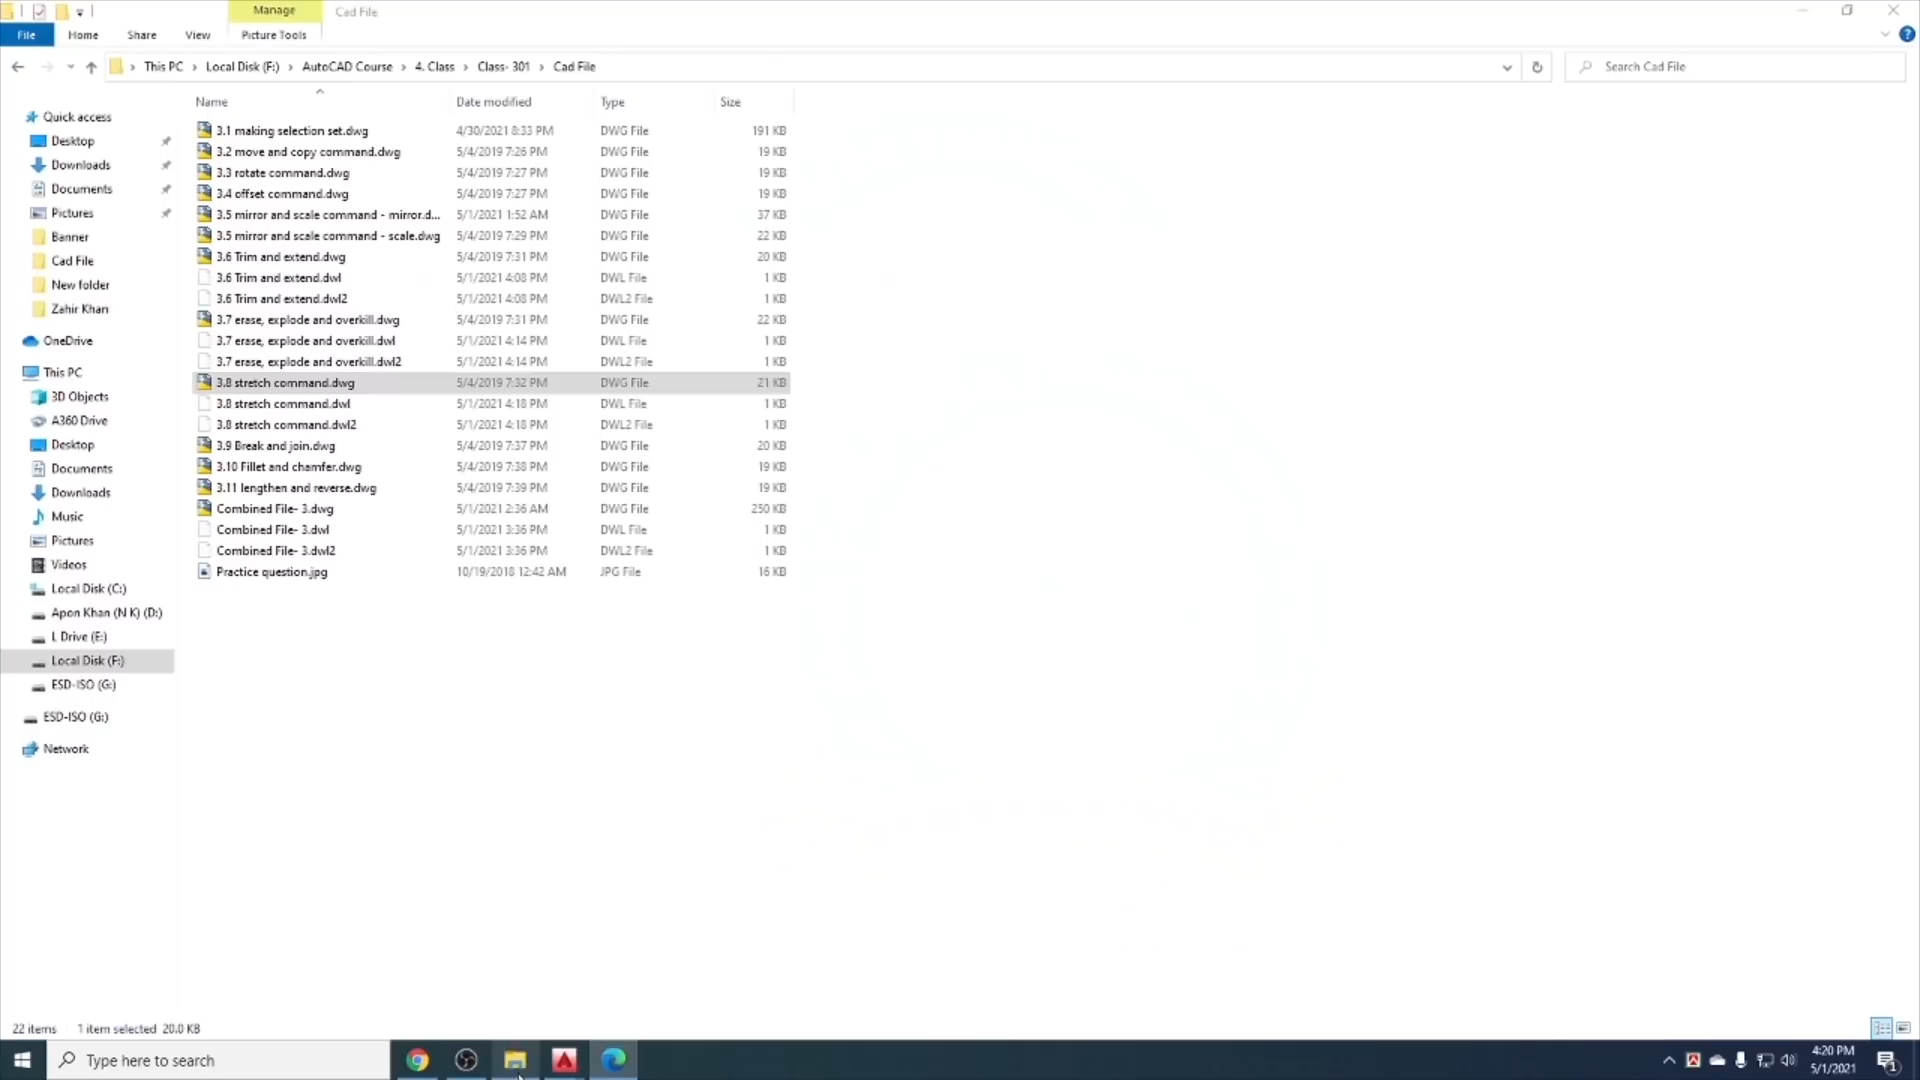 Manage
Cad File
File
Home
Share
View
Picture Tools
This PC > Local Disk (F:) > AutoCAD Course > 4. Class > Class- 301 > Cad File
Search Cad File
Name Date modified Type Size
3.1 making selection set.dwg 4/30/2021 8:33 PM DWG File 191 KB
3.2 move and copy command.dwg 5/4/2019 7:26 PM DWG File 19 KB
3.3 rotate command.dwg 5/4/2019 7:27 PM DWG File 19 KB
3.4 offset command.dwg 5/4/2019 7:27 PM DWG File 19 KB
3.5 mirror and scale command - mirror.d... 5/1/2021 1:52 AM DWG File 37 KB
3.5 mirror and scale command - scale.dwg 5/4/2019 7:29 PM DWG File 22 KB
3.6 Trim and extend.dwg 5/4/2019 7:31 PM DWG File 20 KB
3.6 Trim and extend.dwl 5/1/2021 4:08 PM DWL File 1 KB
3.6 Trim and extend.dwl2 5/1/2021 4:08 PM DWL2 File 1 KB
3.7 erase, explode and overkill.dwg 5/4/2019 7:31 PM DWG File 22 KB
3.7 erase, explode and overkill.dwl 5/1/2021 4:14 PM DWL File 1 KB
3.7 erase, explode and overkill.dwl2 5/1/2021 4:14 PM DWL2 File 1 KB
3.8 stretch command.dwg 5/4/2019 7:32 PM DWG File 21 KB
3.8 stretch command.dwl 5/1/2021 4:18 PM DWL File 1 KB
3.8 stretch command.dwl2 5/1/2021 4:18 PM DWL2 File 1 KB
3.9 Break and join.dwg 5/4/2019 7:37 PM DWG File 20 KB
3.10 Fillet and chamfer.dwg 5/4/2019 7:38 PM DWG File 19 KB
3.11 lengthen and reverse.dwg 5/4/2019 7:39 PM DWG File 19 KB
Combined File- 3.dwg 5/1/2021 2:36 AM DWG File 250 KB
Combined File- 3.dwl 5/1/2021 3:36 PM DWL File 1 KB
Combined File- 3.dwl2 5/1/2021 3:36 PM DWL2 File 1 KB
Practice question.jpg 10/19/2018 12:42 AM JPG File 16 KB
Quick access
Desktop
Downloads
Documents
Pictures
Banner
Cad File
New folder
Zahir Khan
OneDrive
This PC
3D Objects
A360 Drive
Desktop
Documents
Downloads
Music
Pictures
Videos
Local Disk (C:)
Apon Khan (N K) (D:)
L Drive (E:)
Local Disk (F:)
ESD-ISO (G:)
ESD-ISO (G:)
Network
22 items 1 item selected 20.0 KB
Type here to search
4:20 PM
5/1/2021
1